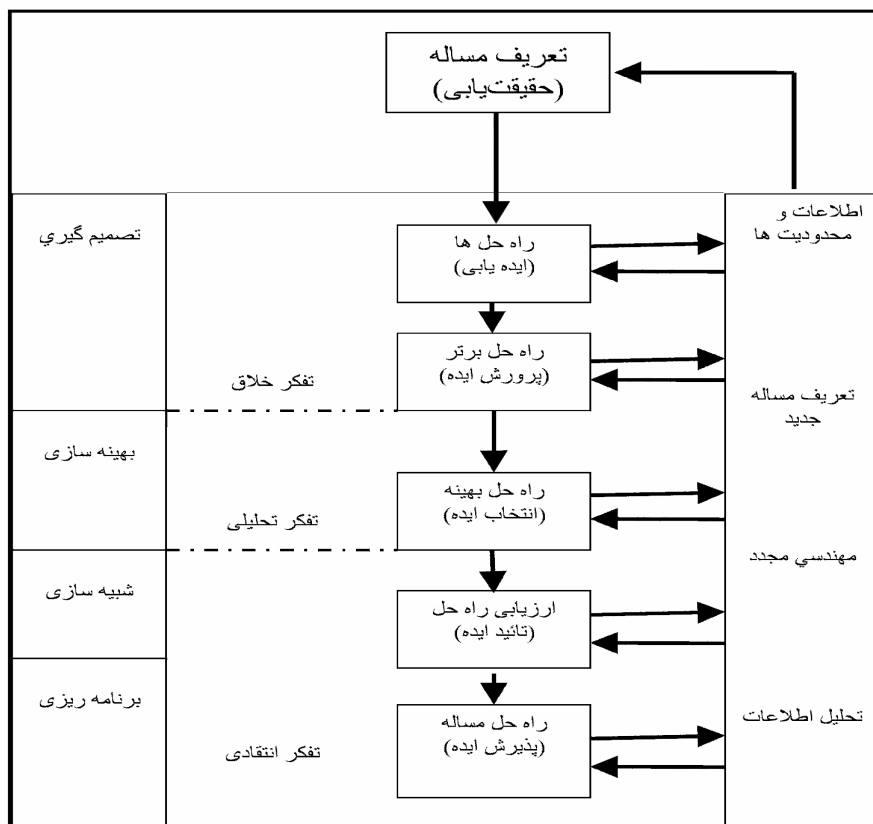 تعریف مساله
(حقیقت‌یابی)
اطلاعات و
محدودیت ها
راه حل ها
(ایده یابی)
تصمیم گيري
راه حل برتر
(پرورش ایده)
تفکر خلاق
تعریف مساله
جدید
بهینه سازی
راه حل بهینه
(انتخاب ایده)
تفکر تحلیلی
مهندسي مجدد
شبیه سازی
ارزیابی راه حل
(تائید ایده)
برنامه ریزی
راه حل مساله
(پذیرش ایده)
تحلیل اطلاعات
تفکر انتقادی